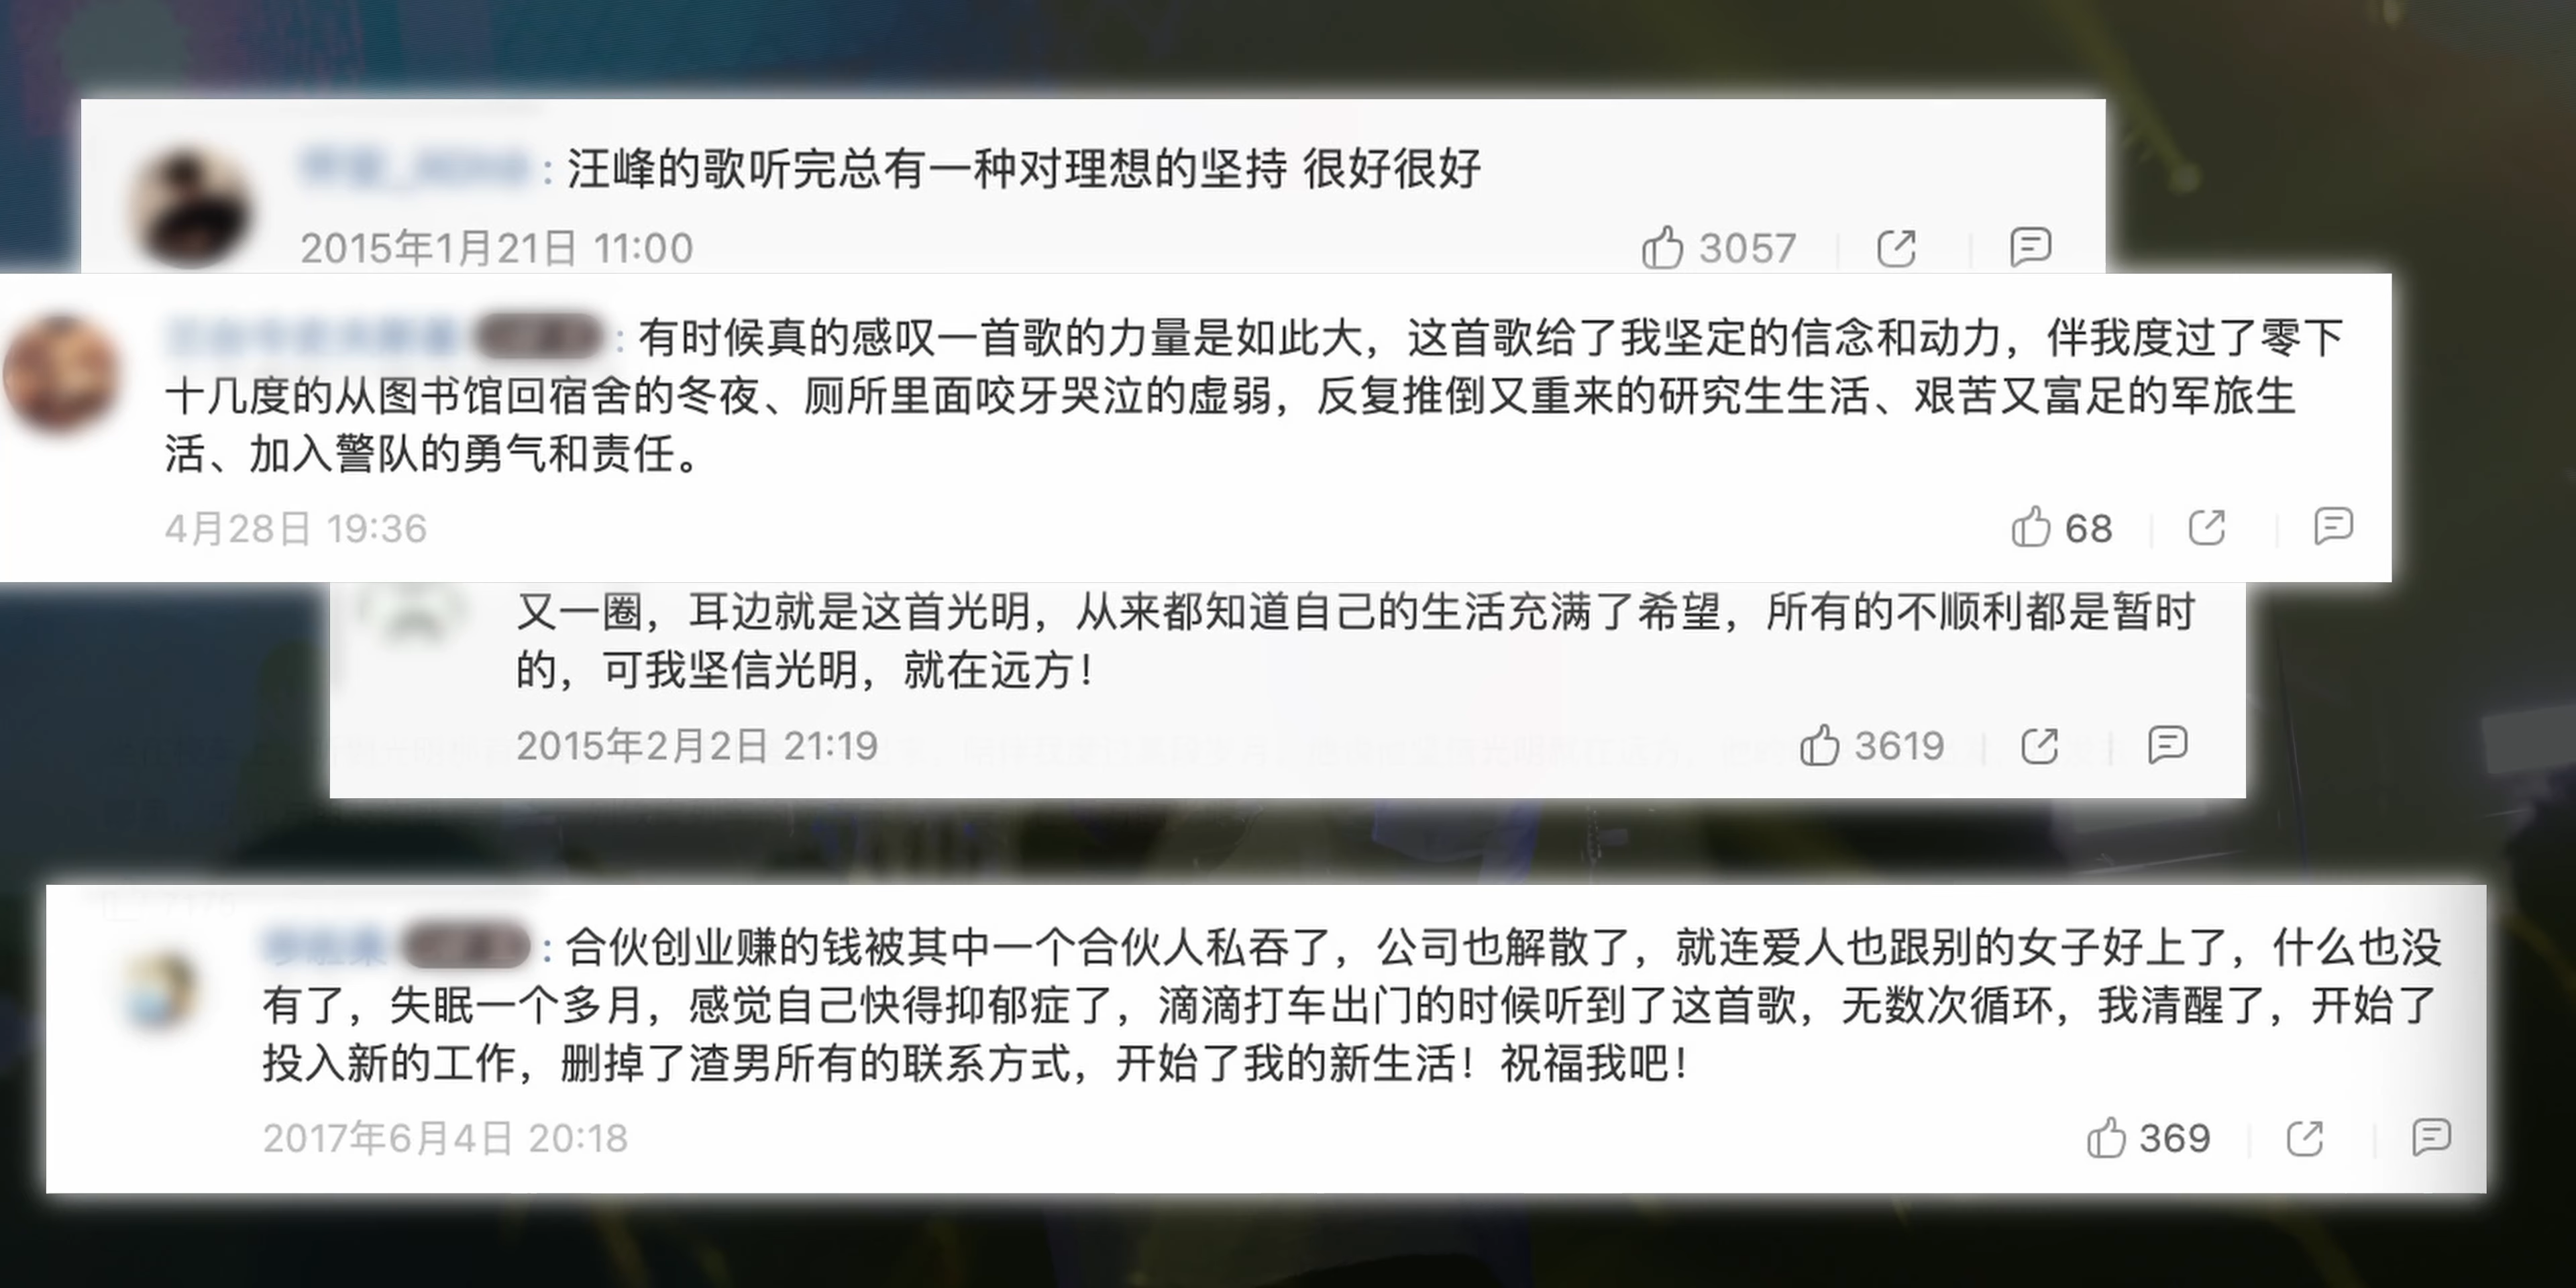 ：汪峰的歌听完总有一种对理想的坚持 很好很好
2015年1月21日 11:00
3057
：有时候真的感叹一首歌的力量是如此大，这首歌给了我坚定的信念和动力，伴我度过了零下
十几度的从图书馆回宿舍的冬夜、厕所里面咬牙哭泣的虚弱，反复推倒又重来的研究生生活、艰苦又富足的军旅生
活、加入警队的勇气和责任。
4月28日 19:36
68
又一圈，耳边就是这首光明，从来都知道自己的生活充满了希望，所有的不顺利都是暂时
的，可我坚信光明，就在远方！
2015年2月2日 21:19
3619
：合伙创业赚的钱被其中一个合伙人私吞了，公司也解散了，就连爱人也跟别的女子好上了，什么也没
有了，失眠一个多月，感觉自己快得抑郁症了，滴滴打车出门的时候听到了这首歌，无数次循环，我清醒了，开始了
投入新的工作，删掉了渣男所有的联系方式，开始了我的新生活！祝福我吧！
2017年6月4日 20:18
369